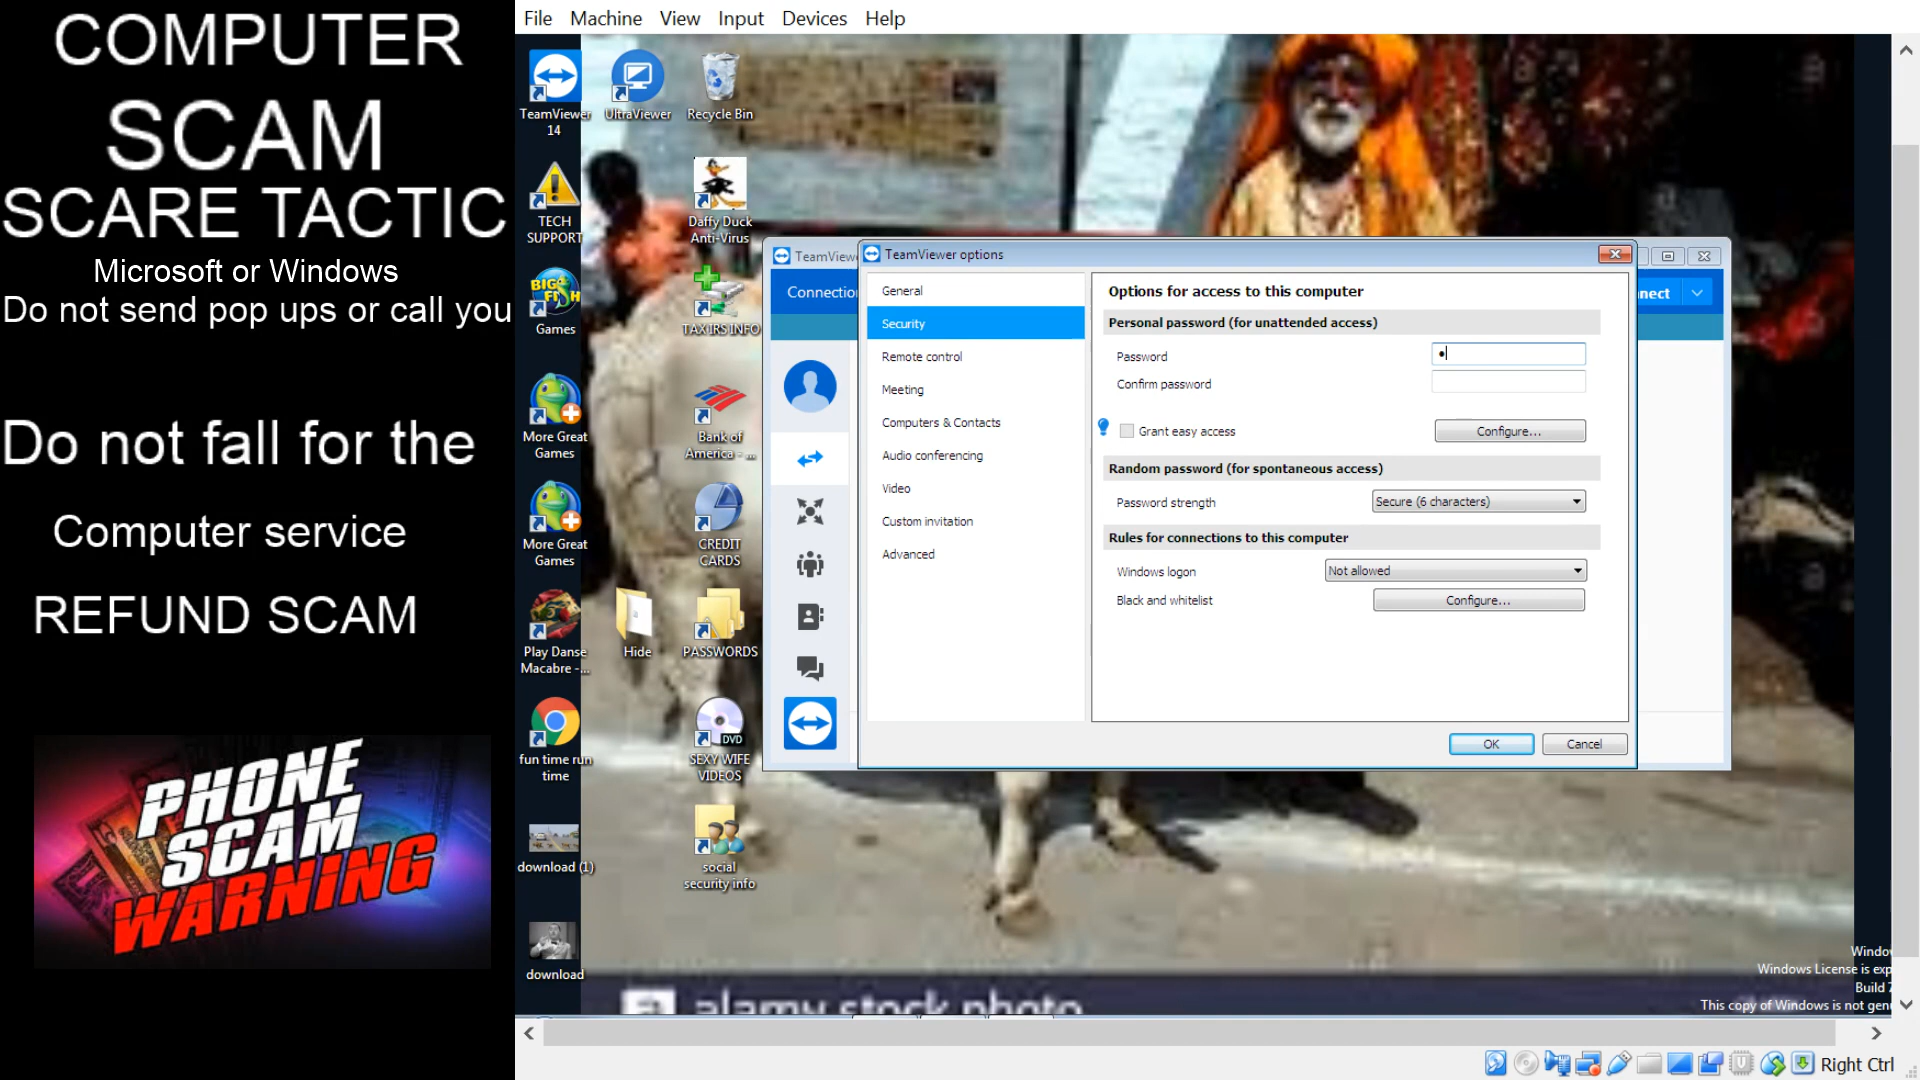 COMPUTER
SCAM
SCARE TACTIC
Microsoft or Windows
Do not send pop ups or call you
Do not fall for the
Computer service
REFUND SCAM
PHONE
SCAM
WARNING
File Machine View Input Devices Help
TeamViewer
14
UltraViewer
Recycle Bin
TECH
SUPPORT
Daffy Duck
Anti-Virus
BIG FISH
Games
TAX IRS INFO
More Great
Games
Bank of
America - ...
More Great
Games
CREDIT
CARDS
Play Danse
Macabre -...
Hide
PASSWORDS
fun time run
time
DVD
SEXY WIFE
VIDEOS
download (1)
social
security info
download
TeamViewer options
General
Security
Remote control
Meeting
Computers & Contacts
Audio conferencing
Video
Custom invitation
Advanced
Options for access to this computer
Personal password (for unattended access)
Password
Confirm password
Grant easy access
Configure...
Random password (for spontaneous access)
Password strength
Secure (6 characters)
Rules for connections to this computer
Windows logon
Not allowed
Black and whitelist
Configure...
OK
Cancel
TeamViewe
Connectio
nnect
Windo
Windows License is exp
Build 7
This copy of Windows is not gen
a alamy stock photo
Right Ctrl